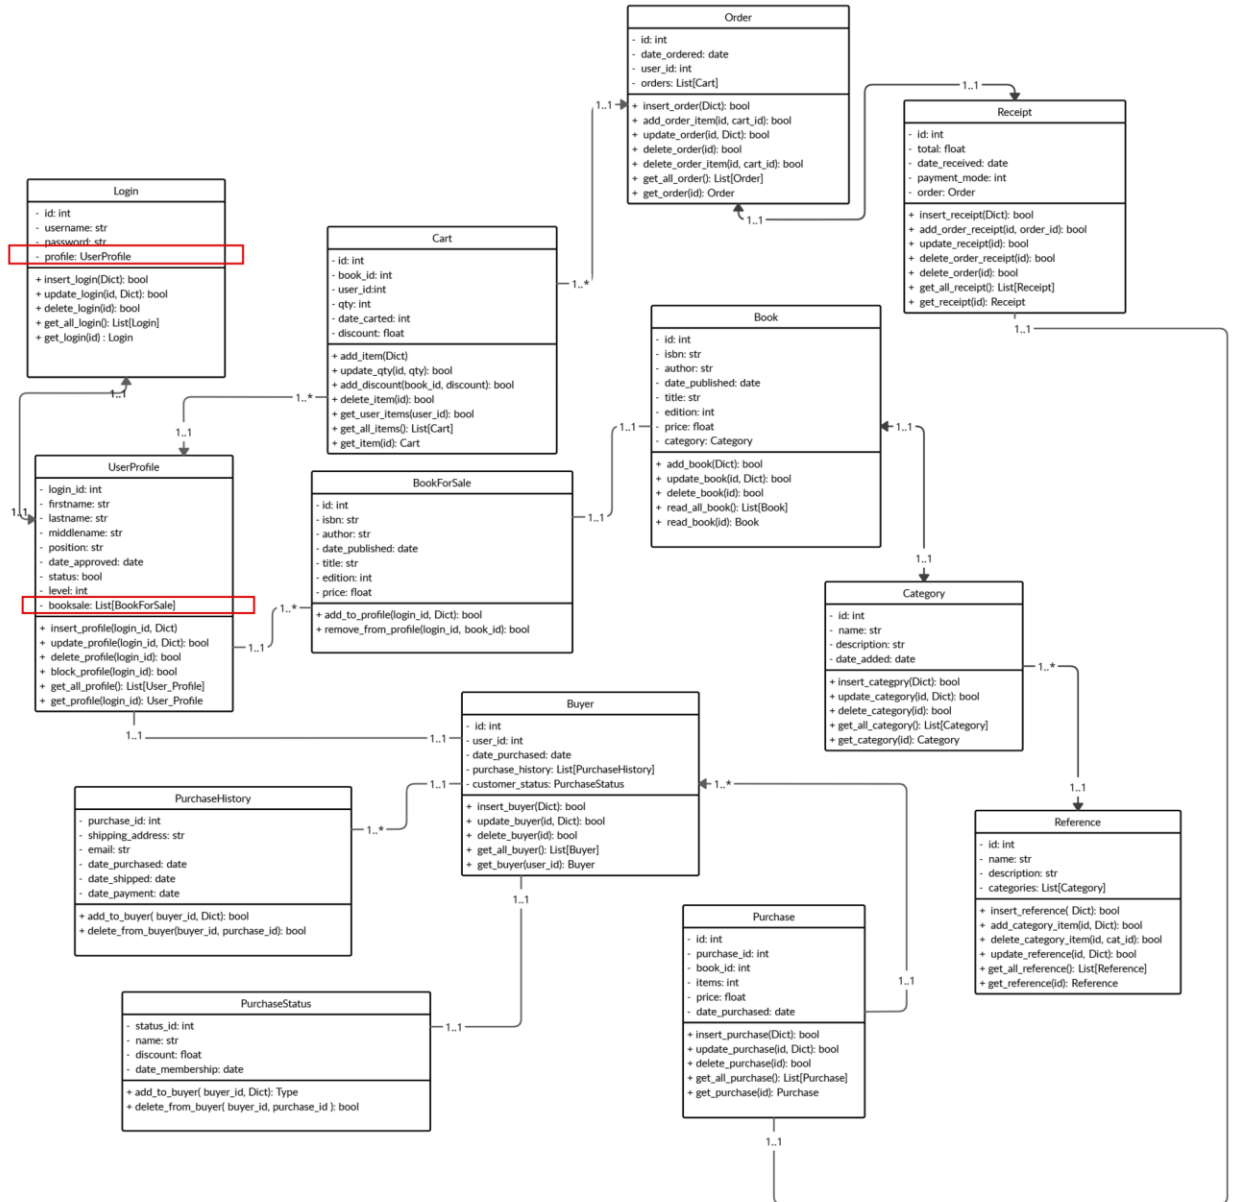 Order
- id: int
- date_ordered: date
- user_id: int
- orders: List[Cart]
+ insert_order(Dict): bool
+ add_order_item(id, cart_id): bool
+ update_order(id, Dict): bool
+ delete_order(id): bool
+ delete_order_item(id, cart_id): bool
+ get_all_order(): List[Order]
+ get_order(id): Order
1..1
1..1
1..1
Receipt
- id: int
- total: float
- date_received: date
- payment_mode: int
- order: Order
+ insert_receipt(Dict): bool
+ add_order_receipt(id, order_id): bool
+ update_receipt(id): bool
+ delete_order_receipt(id): bool
+ delete_order(id): bool
+ get_all_receipt(): List[Receipt]
+ get_receipt(id): Receipt
1..1
Login
- id: int
- username: str
- password: str
- profile: UserProfile
+ insert_login(Dict): bool
+ update_login(id, Dict): bool
+ delete_login(id): bool
+ get_all_login(): List[Login]
+ get_login(id) : Login
1..1
1..1
Cart
- id: int
- book_id: int
- user_id:int
- qty: int
- date_carted: int
- discount: float
+ add_item(Dict)
+ update_qty(id, qty): bool
+ add_discount(book_id, discount): bool
+ delete_item(id): bool
+ get_user_items(user_id): bool
+ get_all_items(): List[Cart]
+ get_item(id): Cart
1..*
1..*
1..1
Book
- id: int
- isbn: str
- author: str
- date_published: date
- title: str
- edition: int
- price: float
- category: Category
+ add_book(Dict): bool
+ update_book(id, Dict): bool
+ delete_book(id): bool
+ read_all_book(): List[Book]
+ read_book(id): Book
1..1
1..1
1..1
1..1
UserProfile
- login_id: int
- firstname: str
- lastname: str
- middlename: str
- position: str
- date_approved: date
- status: bool
- level: int
- booksale: List[BookForSale]
+ insert_profile(login_id, Dict)
+ update_profile(login_id, Dict): bool
+ delete_profile(login_id): bool
+ block_profile(login_id): bool
+ get_all_profile(): List[User_Profile]
+ get_profile(login_id): User_Profile
BookForSale
- id: int
- isbn: str
- author: str
- date_published: date
- title: str
- edition: int
- price: float
+ add_to_profile(login_id, Dict): bool
+ remove_from_profile(login_id, book_id): bool
1..*
1..1
Category
- id: int
- name: str
- description: str
- date_added: date
+ insert_categpry(Dict): bool
+ update_category(id, Dict): bool
+ delete_category(id): bool
+ get_all_category(): List[Category]
+ get_category(id): Category
1..*
1..1
1..1
1..1
Buyer
- id: int
- user_id: int
- date_purchased: date
- purchase_history: List[PurchaseHistory]
- customer_status: PurchaseStatus
+ insert_buyer(Dict): bool
+ update_buyer(id, Dict): bool
+ delete_buyer(id): bool
+ get_all_buyer(): List[Buyer]
+ get_buyer(user_id): Buyer
1..1
1..*
1..*
1..1
PurchaseHistory
- purchase_id: int
- shipping_address: str
- email: str
- date_purchased: date
- date_shipped: date
- date_payment: date
+ add_to_buyer( buyer_id, Dict): bool
+ delete_from_buyer(buyer_id, purchase_id): bool
Reference
- id: int
- name: str
- description: str
- categories: List[Category]
+ insert_reference( Dict): bool
+ add_category_item(id, Dict): bool
+ delete_category_item(id, cat_id): bool
+ update_reference(id, Dict): bool
+ get_all_reference(): List[Reference]
+ get_reference(id): Reference
PurchaseStatus
- status_id: int
- name: str
- discount: float
- date_membership: date
+ add_to_buyer( buyer_id, Dict): Type
+ delete_from_buyer( buyer_id, purchase_id ): bool
1..1
Purchase
- id: int
- purchase_id: int
- book_id: int
- items: int
- price: float
- date_purchased: date
+ insert_purchase(Dict): bool
+ update_purchase(id, Dict): bool
+ delete_purchase(id): bool
+ get_all_purchase(): List[Purchase]
+ get_purchase(id): Purchase
1..1
1..1